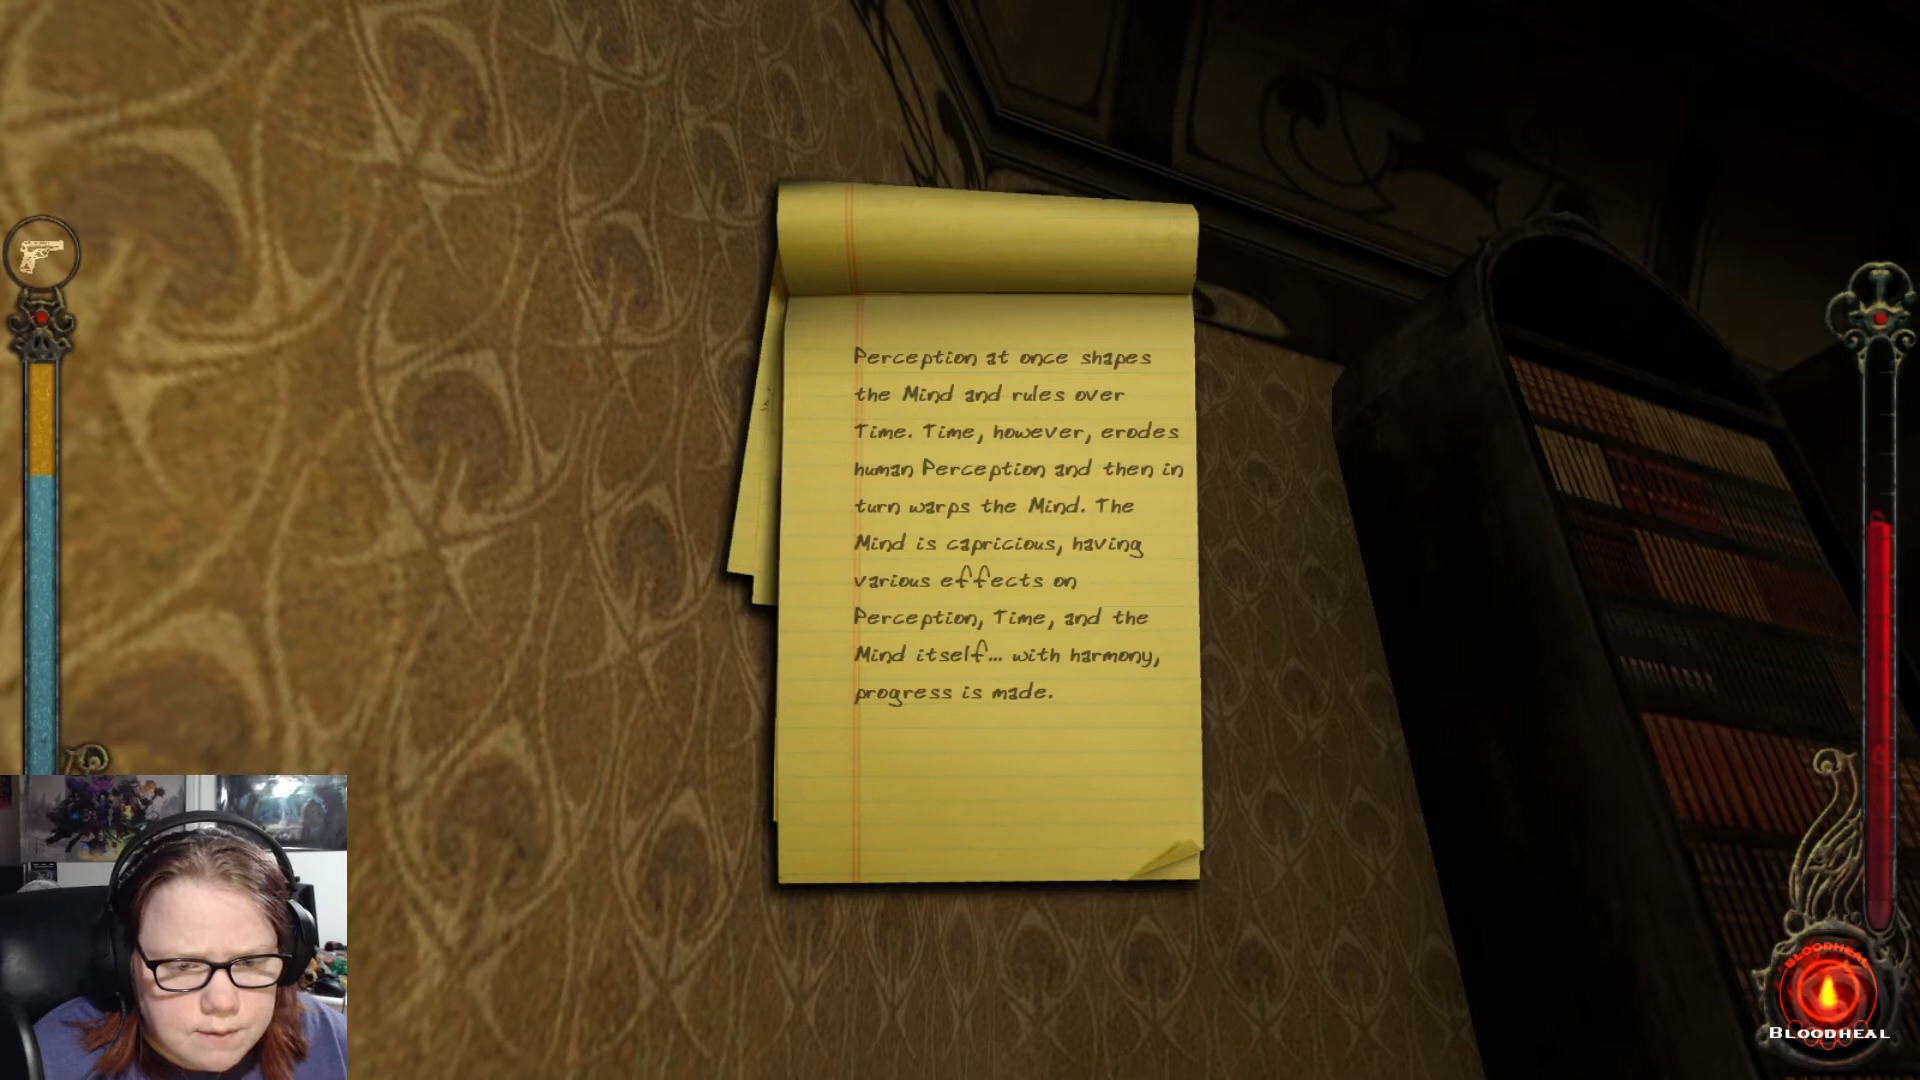 Perception at once shapes
the Mind and rules over
Time. Time, however, erodes
human Perception and then in
turn warps the Mind. The
Mind is capricious, having
various effects on
Perception, Time, and the
Mind itself... with harmony,
progress is made.
BLOODHEAL
BLOODHEAL